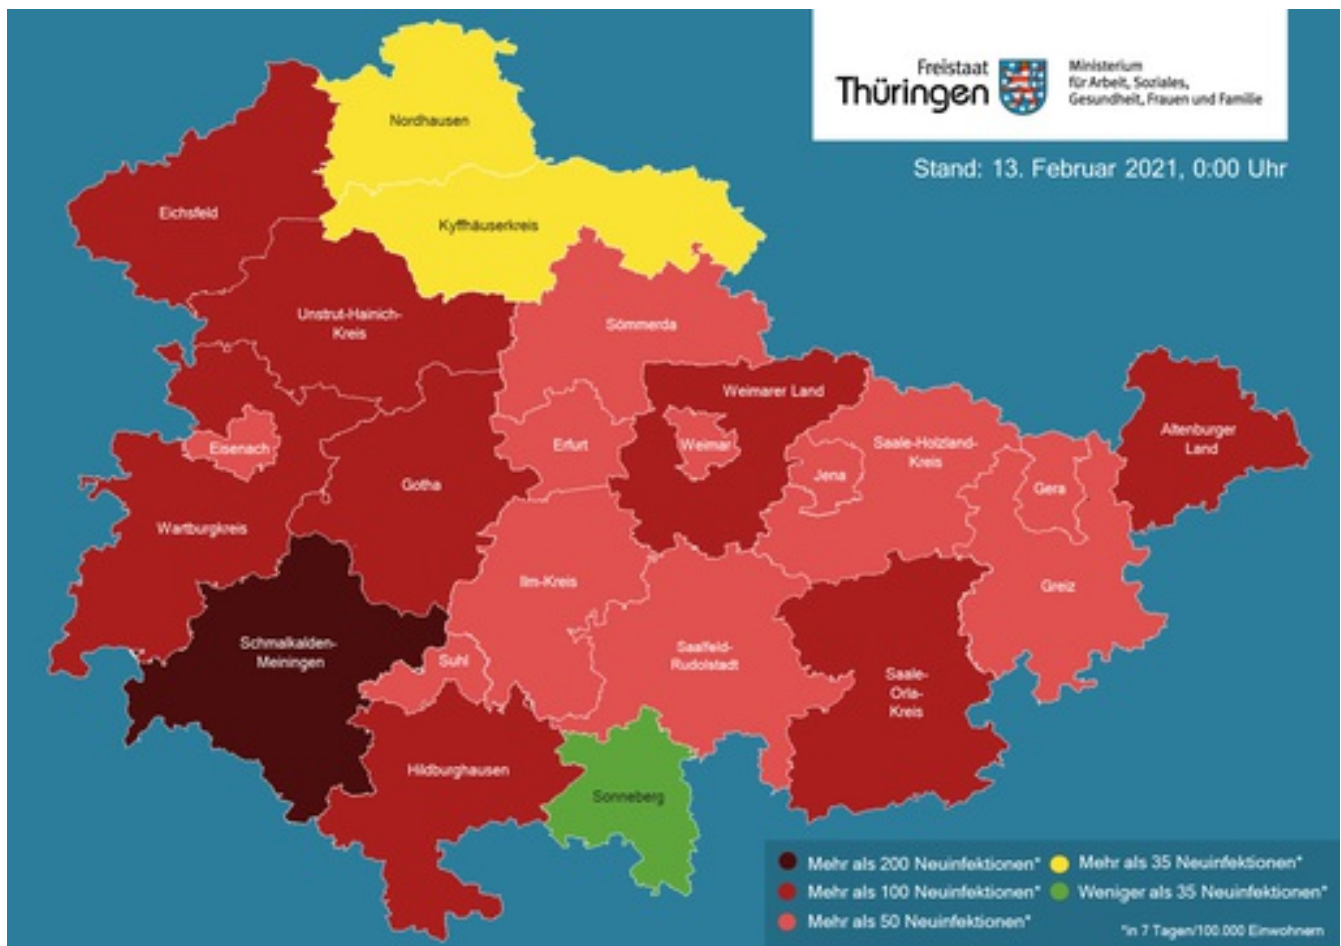 Freistaat
Thüringen
Ministerium
für Arbeit, Soziales,
Gesundheit, Frauen und Familie
Stand: 13. Februar 2021, 0:00 Uhr
Nordhausen
Eichsfeld
Kyffhäuserkreis
Unstrut-Hainich-
Kreis
Sömmerda
Weimarer Land
Eisenach
Erfurt
Weimar
Saale-Holzland-
Kreis
Jena
Gera
Altenburger
Land
Gotha
Wartburgkreis
Ilm-Kreis
Greiz
Schmalkalden-
Meiningen
Suhl
Saalfeld-
Rudolstadt
Saale-
Orla-
Kreis
Hildburghausen
Sonneberg
Mehr als 200 Neuinfektionen*
Mehr als 100 Neuinfektionen*
Mehr als 50 Neuinfektionen*
Mehr als 35 Neuinfektionen*
Weniger als 35 Neuinfektionen*
*in 7 Tagen/100.000 Einwohnern